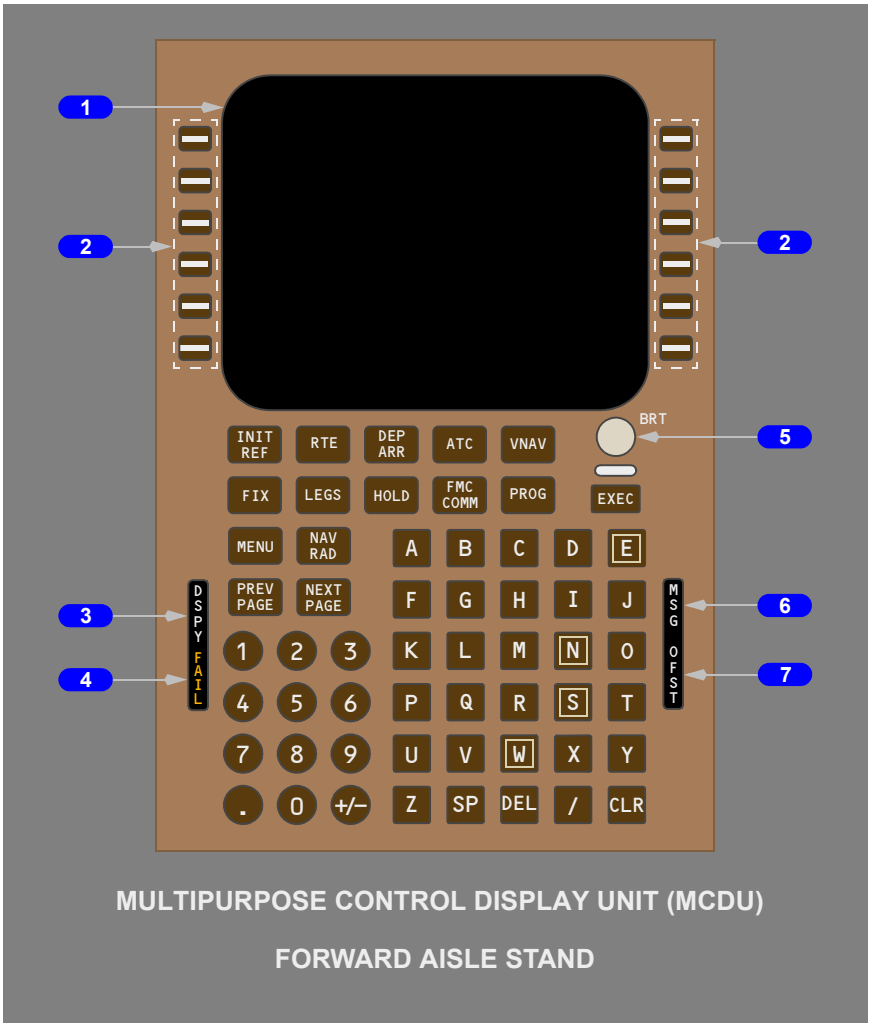 1
2
2
BRT
5
INIT REF
RTE
DEP ARR
ATC
VNAV
FIX
LEGS
HOLD
FMC COMM
PROG
EXEC
MENU
NAV RAD
A B C D E
PREV PAGE
NEXT PAGE
F G H I J
3
DSPY
MSG
6
1 2 3
K L M N O
4
FAIL
OFST
7
4 5 6
P Q R S T
7 8 9
U V W X Y
. 0 +/−
Z SP DEL / CLR
MULTIPURPOSE CONTROL DISPLAY UNIT (MCDU)
FORWARD AISLE STAND